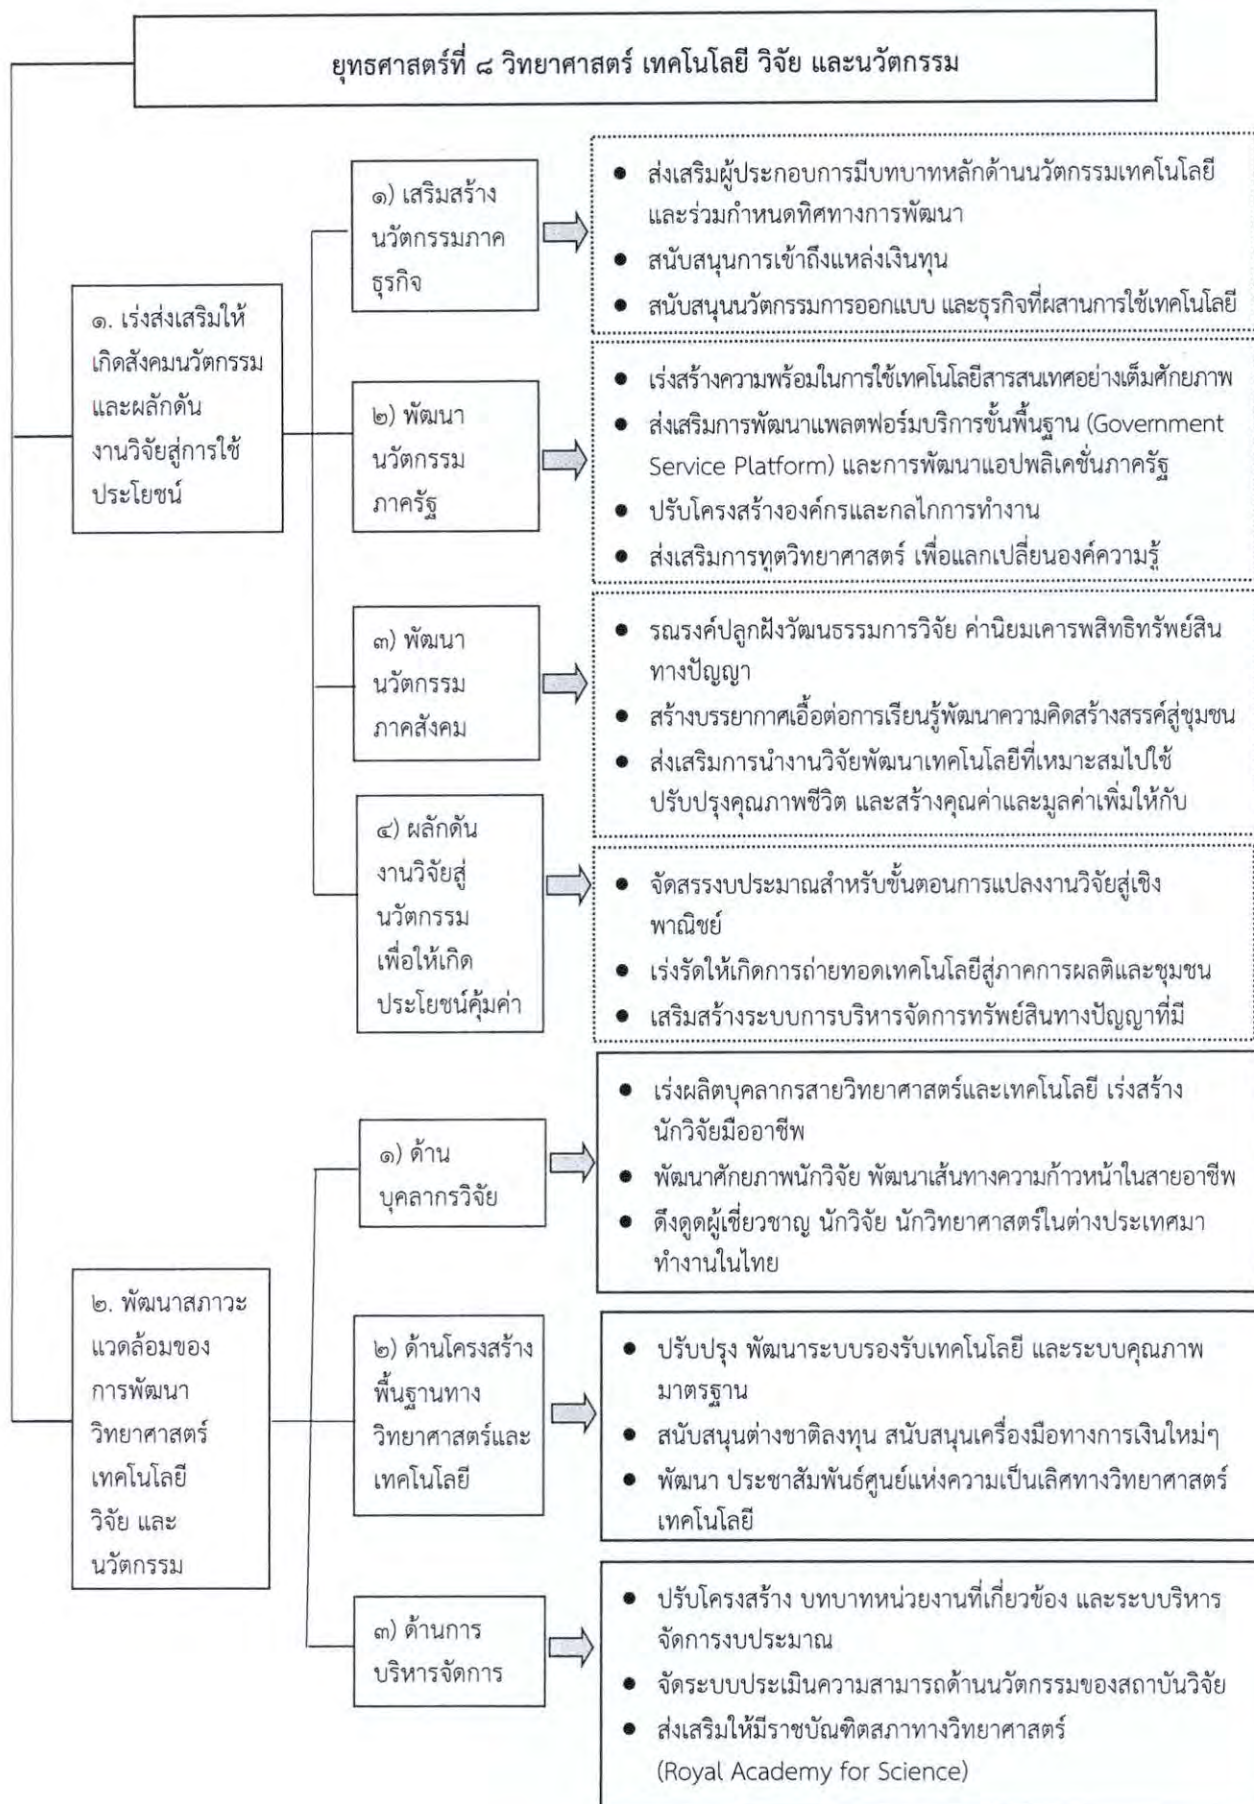 ยุทธศาสตร์ที่ ๘ วิทยาศาสตร์ เทคโนโลยี วิจัย และนวัตกรรม
๑. เร่งส่งเสริมให้
เกิดสังคมนวัตกรรม
และผลักดัน
งานวิจัยสู่การใช้
ประโยชน์
๑) เสริมสร้าง
นวัตกรรมภาค
ธุรกิจ
● ส่งเสริมผู้ประกอบการมีบทบาทหลักด้านนวัตกรรมเทคโนโลยี
และร่วมกำหนดทิศทางการพัฒนา
● สนับสนุนการเข้าถึงแหล่งเงินทุน
● สนับสนุนนวัตกรรมการออกแบบ และธุรกิจที่ผสานการใช้เทคโนโลยี
๒) พัฒนา
นวัตกรรม
ภาครัฐ
● เร่งสร้างความพร้อมในการใช้เทคโนโลยีสารสนเทศอย่างเต็มศักยภาพ
● ส่งเสริมการพัฒนาแพลตฟอร์มบริการขั้นพื้นฐาน (Government
Service Platform) และการพัฒนาแอปพลิเคชั่นภาครัฐ
● ปรับโครงสร้างองค์กรและกลไกการทำงาน
● ส่งเสริมการทูตวิทยาศาสตร์ เพื่อแลกเปลี่ยนองค์ความรู้
๓) พัฒนา
นวัตกรรม
ภาคสังคม
● รณรงค์ปลูกฝังวัฒนธรรมการวิจัย ค่านิยมเคารพสิทธิทรัพย์สิน
ทางปัญญา
● สร้างบรรยากาศเอื้อต่อการเรียนรู้พัฒนาความคิดสร้างสรรค์สู่ชุมชน
● ส่งเสริมการนำงานวิจัยพัฒนาเทคโนโลยีที่เหมาะสมไปใช้
ปรับปรุงคุณภาพชีวิต และสร้างคุณค่าและมูลค่าเพิ่มให้กับ
๔) ผลักดัน
งานวิจัยสู่
นวัตกรรม
เพื่อให้เกิด
ประโยชน์คุ้มค่า
● จัดสรรงบประมาณสำหรับขั้นตอนการแปลงงานวิจัยสู่เชิง
พาณิชย์
● เร่งรัดให้เกิดการถ่ายทอดเทคโนโลยีสู่ภาคการผลติและชุมชน
● เสริมสร้างระบบการบริหารจัดการทรัพย์สินทางปัญญาที่มี
๒. พัฒนาสภาวะ
แวดล้อมของ
การพัฒนา
วิทยาศาสตร์
เทคโนโลยี
วิจัย และ
นวัตกรรม
๑) ด้าน
บุคลากรวิจัย
● เร่งผลิตบุคลากรสายวิทยาศาสตร์และเทคโนโลยี เร่งสร้าง
นักวิจัยมืออาชีพ
● พัฒนาศักยภาพนักวิจัย พัฒนาเส้นทางความก้าวหน้าในสายอาชีพ
● ดึงดูดผู้เชี่ยวชาญ นักวิจัย นักวิทยาศาสตร์ในต่างประเทศมา
ทำงานในไทย
๒) ด้านโครงสร้าง
พื้นฐานทาง
วิทยาศาสตร์และ
เทคโนโลยี
● ปรับปรุง พัฒนาระบบรองรับเทคโนโลยี และระบบคุณภาพ
มาตรฐาน
● สนับสนุนต่างชาติลงทุน สนับสนุนเครื่องมือทางการเงินใหม่ๆ
● พัฒนา ประชาสัมพันธ์ศูนย์แห่งความเป็นเลิศทางวิทยาศาสตร์
เทคโนโลยี
๓) ด้านการ
บริหารจัดการ
● ปรับโครงสร้าง บทบาทหน่วยงานที่เกี่ยวข้อง และระบบบริหาร
จัดการงบประมาณ
● จัดระบบประเมินความสามารถด้านนวัตกรรมของสถาบันวิจัย
● ส่งเสริมให้มีราชบัณฑิตสภาทางวิทยาศาสตร์
(Royal Academy for Science)